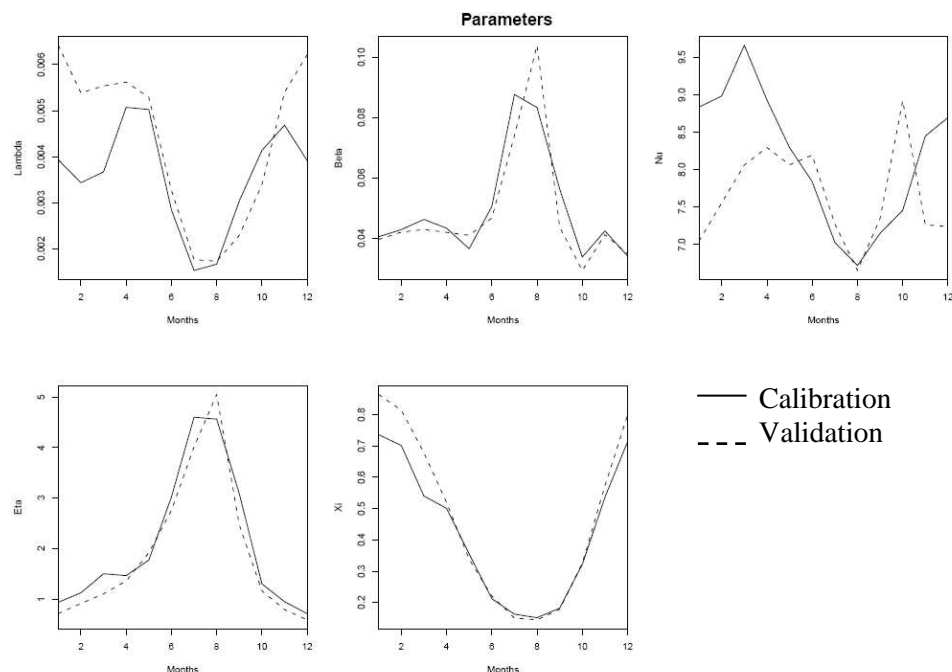 Parameters
Lambda
0.002 0.003 0.004 0.005 0.006
2 4 6 8 10 12
Months
Beta
0.04 0.06 0.08 0.10
2 4 6 8 10 12
Months
Nu
7.0 7.5 8.0 8.5 9.0 9.5
2 4 6 8 10 12
Months
Eta
1 2 3 4 5
2 4 6 8 10 12
Months
Xi
0.2 0.3 0.4 0.5 0.6 0.7 0.8
2 4 6 8 10 12
Months
Calibration
Validation